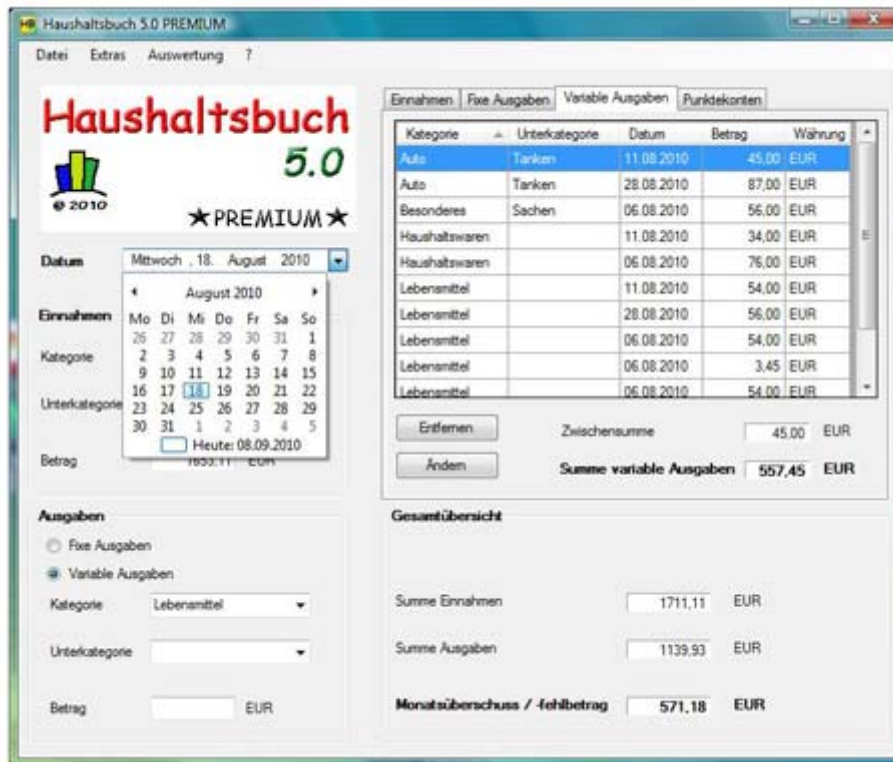 Haushaltsbuch 5.0 PREMIUM
Datei Extras Auswertung ?
Haushaltsbuch
5.0
© 2010
★PREMIUM★
Datum Mittwoch , 18. August 2010
August 2010
Mo Di Mi Do Fr Sa So
26 27 28 29 30 31 1
2 3 4 5 6 7 8
9 10 11 12 13 14 15
16 17 18 19 20 21 22
23 24 25 26 27 28 29
30 31 1 2 3 4 5
Heute: 08.09.2010
Einnahmen
Kategorie
Unterkategorie
Betrag 1653,11 EUR
Ausgaben
Fixe Ausgaben
Variable Ausgaben
Kategorie Lebensmittel
Unterkategorie
Betrag EUR
Einnahmen Fixe Ausgaben Variable Ausgaben Punktekonten
Kategorie Unterkategorie Datum Betrag Währung
Auto Tanken 11.08.2010 45,00 EUR
Auto Tanken 28.08.2010 87,00 EUR
Besonderes Sachen 06.08.2010 56,00 EUR
Haushaltswaren 11.08.2010 34,00 EUR
Haushaltswaren 06.08.2010 76,00 EUR
Lebensmittel 11.08.2010 54,00 EUR
Lebensmittel 28.08.2010 56,00 EUR
Lebensmittel 06.08.2010 54,00 EUR
Lebensmittel 06.08.2010 3,45 EUR
Lebensmittel 06.08.2010 54,00 EUR
Entfernen
Zwischensumme 45,00 EUR
Ändern
Summe variable Ausgaben 557,45 EUR
Gesamtübersicht
Summe Einnahmen 1711,11 EUR
Summe Ausgaben 1139,93 EUR
Monatsüberschuss / -fehlbetrag 571,18 EUR